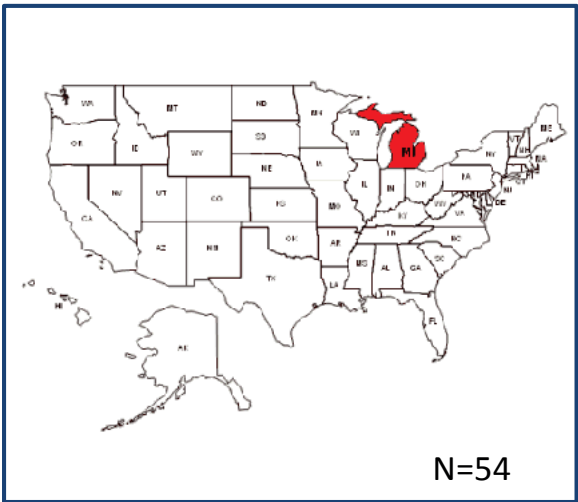 WA
MT
ND
MN
ME
OR
ID
SD
WI
MI
VT
NH
NY
MA
WY
IA
PA
NJ
NE
IL
IN
OH
DE
NV
UT
CO
WV
VA
CA
KS
MO
KY
NC
TN
AZ
NM
OK
AR
SC
MS
AL
GA
TX
LA
FL
HI
AK
N=54